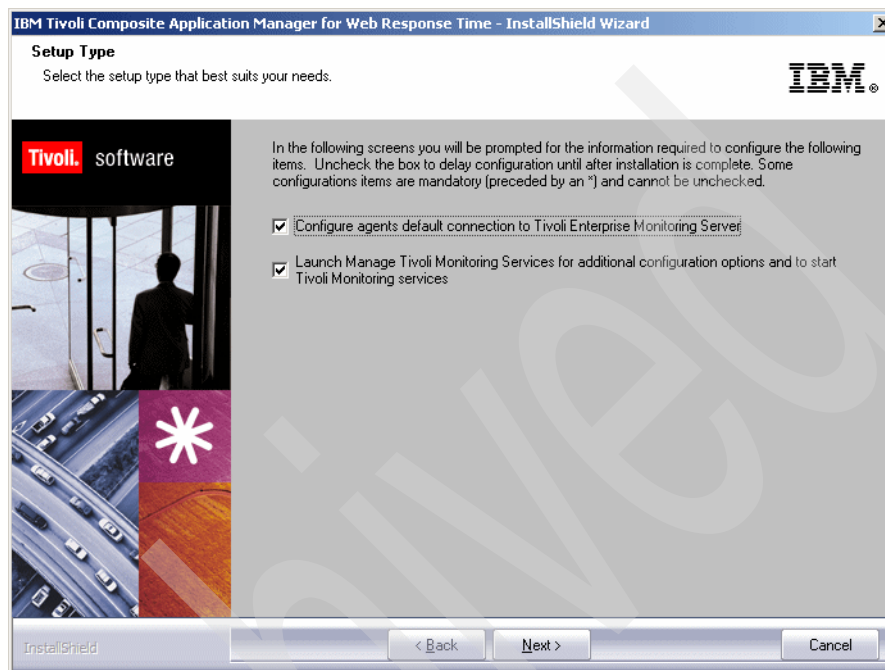 IBM Tivoli Composite Application Manager for Web Response Time - InstallShield Wizard
Setup Type
Select the setup type that best suits your needs.
IBM®
Tivoli. software
In the following screens you will be prompted for the information required to configure the following
items. Uncheck the box to delay configuration until after installation is complete. Some
configurations items are mandatory (preceded by an *) and cannot be unchecked.
Configure agents default connection to Tivoli Enterprise Monitoring Server
Launch Manage Tivoli Monitoring Services for additional configuration options and to start
Tivoli Monitoring services
InstallShield
< Back
Next >
Cancel